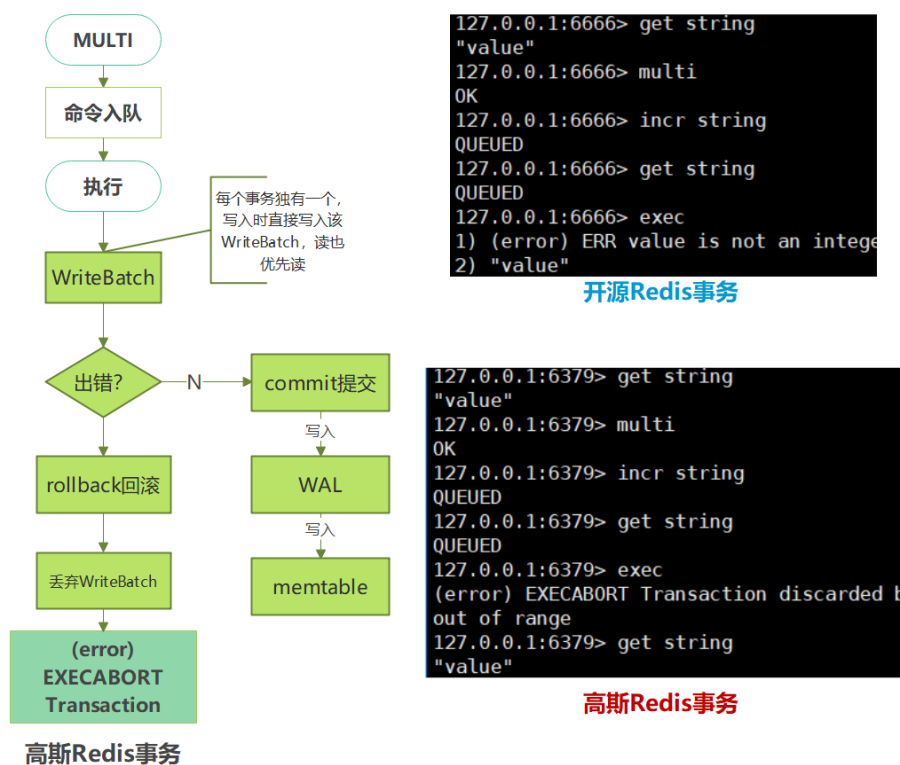 MULTI
命令入队
执行
每个事务独有一个，
写入时直接写入该
WriteBatch，读也
优先读
WriteBatch
出错？
N
commit提交
写入
WAL
写入
memtable
rollback回滚
丢弃WriteBatch
(error)
EXECABORT
Transaction
高斯Redis事务
127.0.0.1:6666> get string
"value"
127.0.0.1:6666> multi
OK
127.0.0.1:6666> incr string
QUEUED
127.0.0.1:6666> get string
QUEUED
127.0.0.1:6666> exec
1) (error) ERR value is not an intege
2) "value"
开源Redis事务
127.0.0.1:6379> get string
"value"
127.0.0.1:6379> multi
OK
127.0.0.1:6379> incr string
QUEUED
127.0.0.1:6379> get string
QUEUED
127.0.0.1:6379> exec
(error) EXECABORT Transaction discarded b
out of range
127.0.0.1:6379> get string
"value"
高斯Redis事务